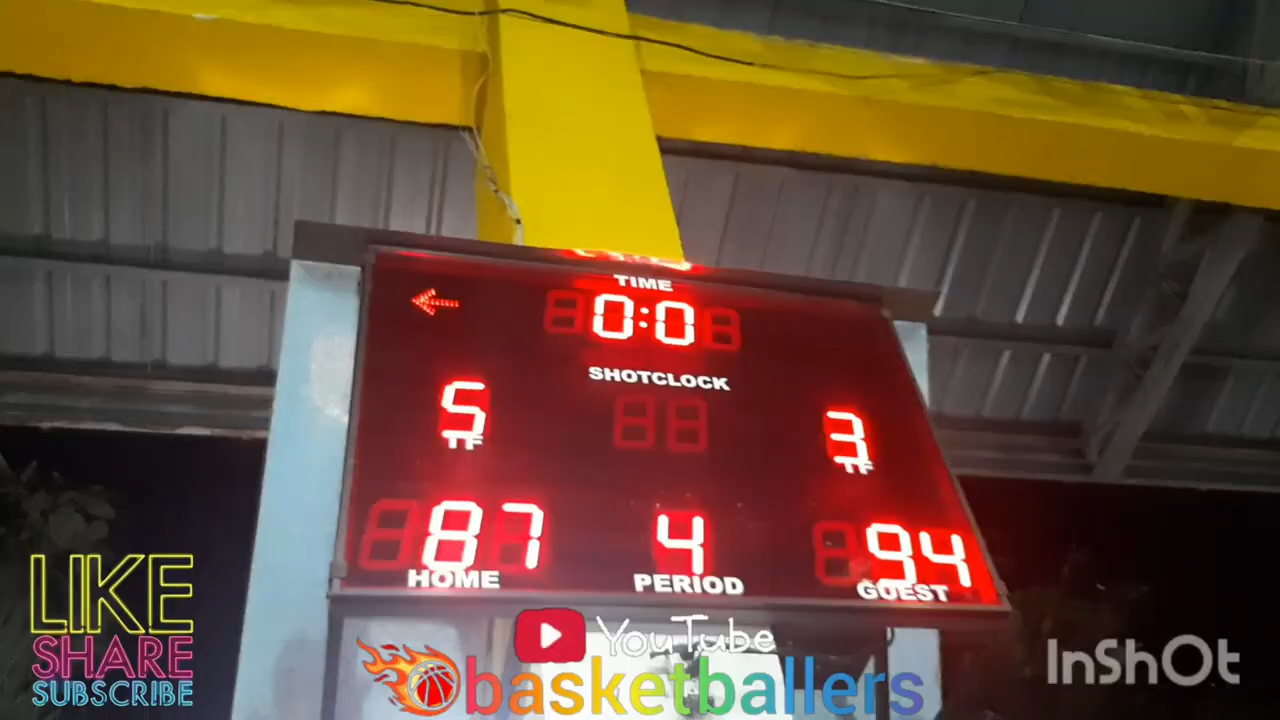 TIME
0:0
SHOTCLOCK
5
TF
3
TF
87
HOME
4
PERIOD
94
GUEST
LIKE
SHARE
SUBSCRIBE
YouTube
basketballers
InShOt